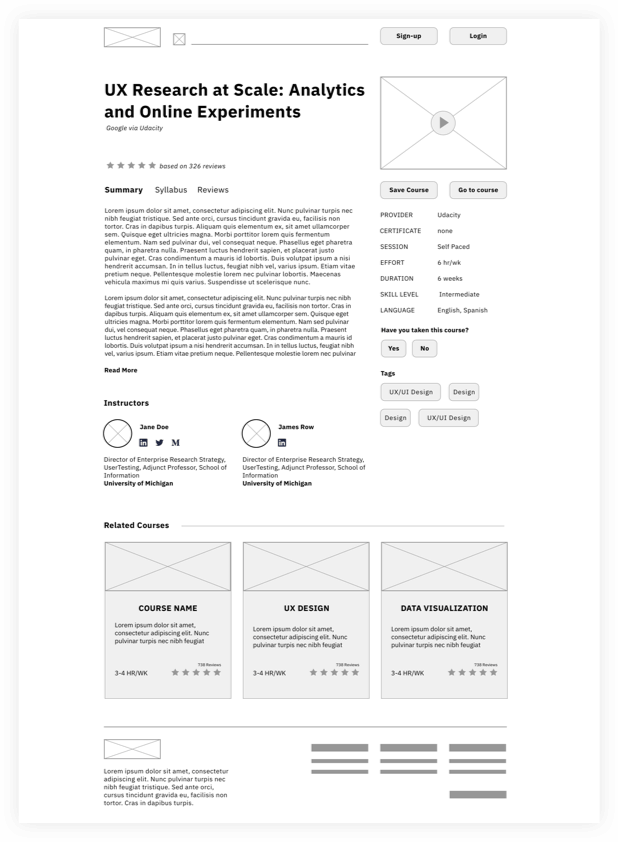 Sign-up
Login
UX Research at Scale: Analytics
and Online Experiments
Google via Udacity
based on 326 reviews
Summary
Syllabus
Reviews
Lorem ipsum dolor sit amet, consectetur adipiscing elit. Nunc pulvinar turpis nec
nibh feugiat tristique. Sed ante orci, cursus tincidunt gravida eu, facilisis non
turpis. Cras in dapibus turpis. Aliquam quis elementum ex, sit amet ullamcorper
sem. Quisque eget ultricies magna. Morbi porttitor lorem quis fermentum
elementum. Nam sed pulvinar dui, vel consequat neque. Phasellus eget pharetra
quam, in pharetra nulla. Praesent luctus hendrerit sapien, et placerat justo
pulvinar eget. Cras condimentum a mauris id lobortis. Duis volutpat ipsum a nisi
hendrerit accumsan. In in tellus luctus, feugiat nibh vel, varius ipsum. Etiam vitae
pretium neque. Pellentesque molestie lorem nec pulvinar lobortis. Maecenas
vehicula maximus mi quis varius. Suspendisse ut scelerisque nunc.
Lorem ipsum dolor sit amet, consectetur adipiscing elit. Nunc pulvinar turpis nec nibh
feugiat tristique. Sed ante orci, cursus tincidunt gravida eu, facilisis non turpis. Cras in
dapibus turpis. Aliquam quis elementum ex, sit amet ullamcorper sem. Quisque eget
ultricies magna. Morbi porttitor lorem quis fermentum elementum. Nam sed pulvinar
dui, vel consequat neque. Phasellus eget pharetra quam, in pharetra nulla. Praesent
luctus hendrerit sapien, et placerat justo pulvinar eget. Cras condimentum a mauris id
lobortis. Duis volutpat ipsum a nisi hendrerit accumsan. In in tellus luctus, feugiat nibh
vel, varius ipsum. Etiam vitae pretium neque. Pellentesque molestie lorem nec pulvinar
Read More
Save Course
Go to course
PROVIDER Udacity
CERTIFICATE none
SESSION Self Paced
EFFORT 6 hr/wk
DURATION 6 weeks
SKILL LEVEL Intermediate
LANGUAGE English, Spanish
Have you taken this course?
Yes
No
Tags
UX/UI Design
Design
Design
UX/UI Design
Instructors
Jane Doe
Director of Enterprise Research Strategy,
UserTesting, Adjunct Professor, School of
Information
University of Michigan
James Row
Director of Enterprise Research Strategy,
UserTesting, Adjunct Professor, School of
Information
University of Michigan
Related Courses
COURSE NAME
Lorem ipsum dolor sit amet,
consectetur adipiscing elit. Nunc
pulvinar turpis nec nibh feugiat
738 Reviews
3-4 HR/WK
UX DESIGN
Lorem ipsum dolor sit amet,
consectetur adipiscing elit. Nunc
pulvinar turpis nec nibh feugiat
738 Reviews
3-4 HR/WK
DATA VISUALIZATION
Lorem ipsum dolor sit amet,
consectetur adipiscing elit. Nunc
pulvinar turpis nec nibh feugiat
738 Reviews
3-4 HR/WK
Lorem ipsum dolor sit amet, consectetur
adipiscing elit. Nunc pulvinar turpis nec
nibh feugiat tristique. Sed ante orci,
cursus tincidunt gravida eu, facilisis non
tortor. Cras in dapibus turpis.